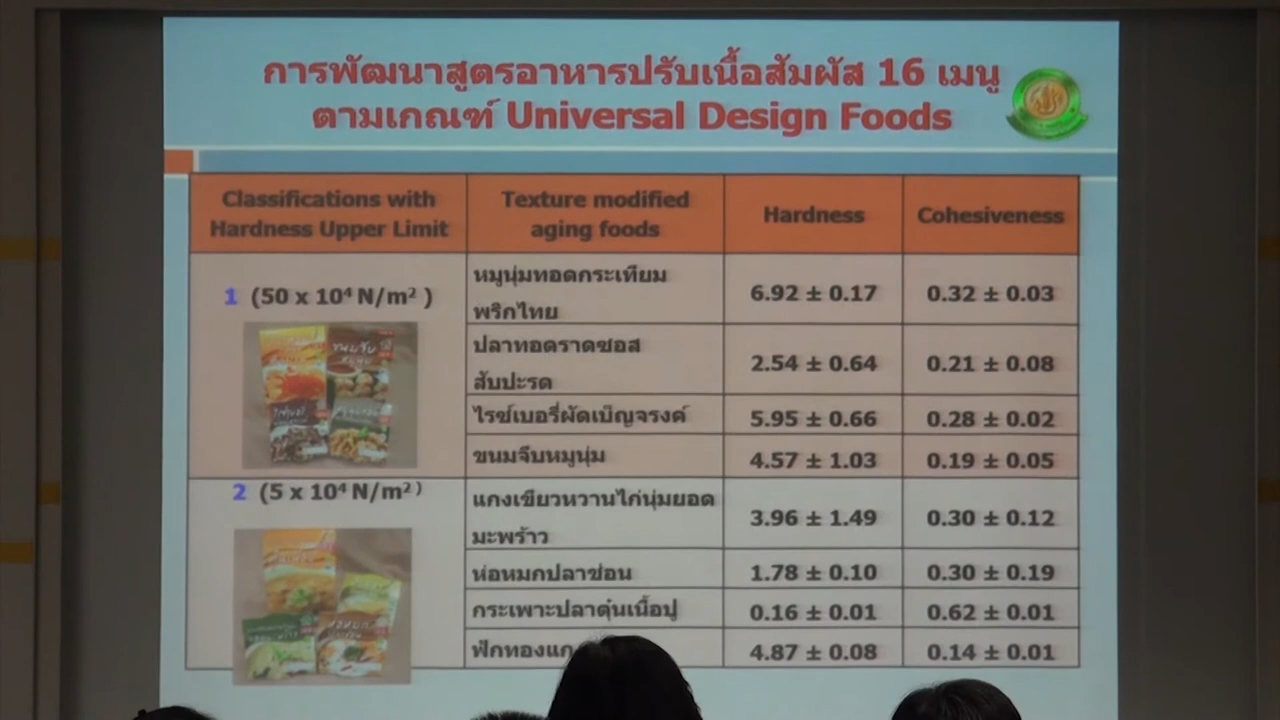 การพัฒนาสูตรอาหารปรับเนื้อสัมผัส 16 เมนู
ตามเกณฑ์ Universal Design Foods
Classifications with
Hardness Upper Limit
Texture modified
aging foods
Hardness
Cohesiveness
1 (50 x 10⁴ N/m²)
หมูนุ่มทอดกระเทียม
พริกไทย
6.92 ± 0.17
0.32 ± 0.03
ปลาทอดราดซอส
สับปะรด
2.54 ± 0.64
0.21 ± 0.08
ไรซ์เบอรี่ผัดเบ็ญจรงค์
5.95 ± 0.66
0.28 ± 0.02
ขนมจีบหมูนุ่ม
4.57 ± 1.03
0.19 ± 0.05
2 (5 x 10⁴ N/m²)
แกงเขียวหวานไก่นุ่มยอด
มะพร้าว
3.96 ± 1.49
0.30 ± 0.12
ห่อหมกปลาช่อน
1.78 ± 0.10
0.30 ± 0.19
กระเพาะปลาตุ๋นเนื้อปู
0.16 ± 0.01
0.62 ± 0.01
ฟักทองแก
4.87 ± 0.08
0.14 ± 0.01